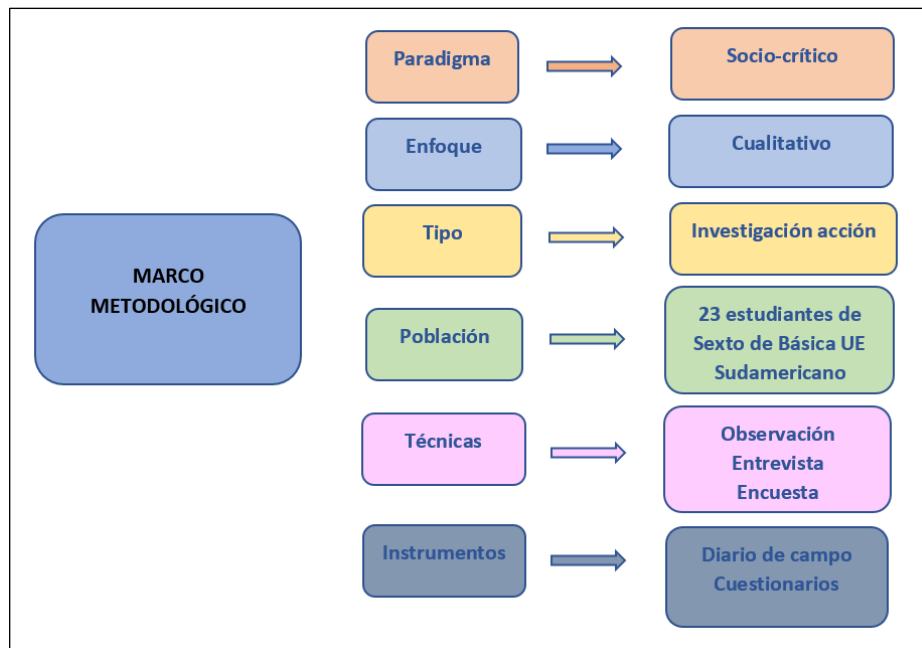 MARCO
METODOLÓGICO
Paradigma
Socio-crítico
Enfoque
Cualitativo
Tipo
Investigación acción
Población
23 estudiantes de
Sexto de Básica UE
Sudamericano
Técnicas
Observación
Entrevista
Encuesta
Instrumentos
Diario de campo
Cuestionarios